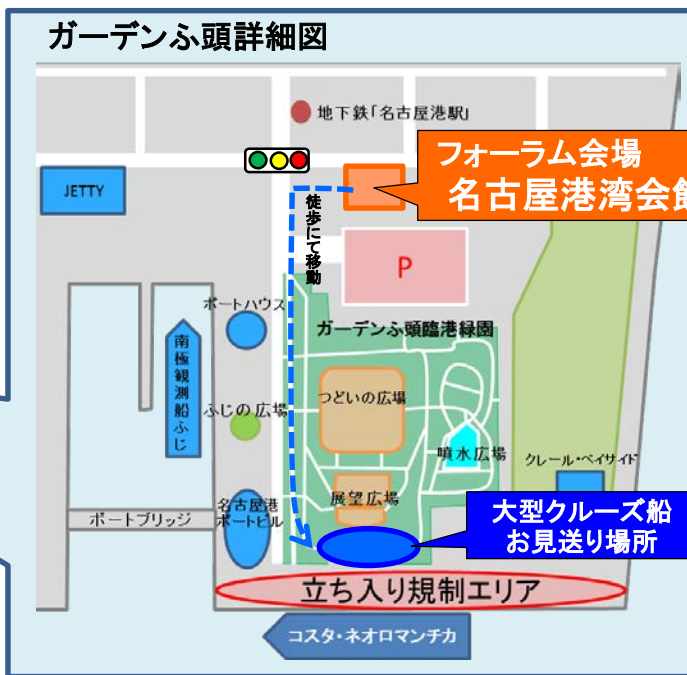 ガーデンふ頭詳細図
地下鉄「名古屋港駅」
フォーラム会場
名古屋港湾会館
JETTY
徒歩にて移動
P
ポートハウス
ガーデンふ頭臨港緑園
南極観測船ふじ
つどいの広場
ふじの広場
噴水広場
クレール・ベイサイド
展望広場
名古屋港
ポートビル
ポートブリッジ
大型クルーズ船
お見送り場所
立ち入り規制エリア
コスタ・ネオロマンチカ